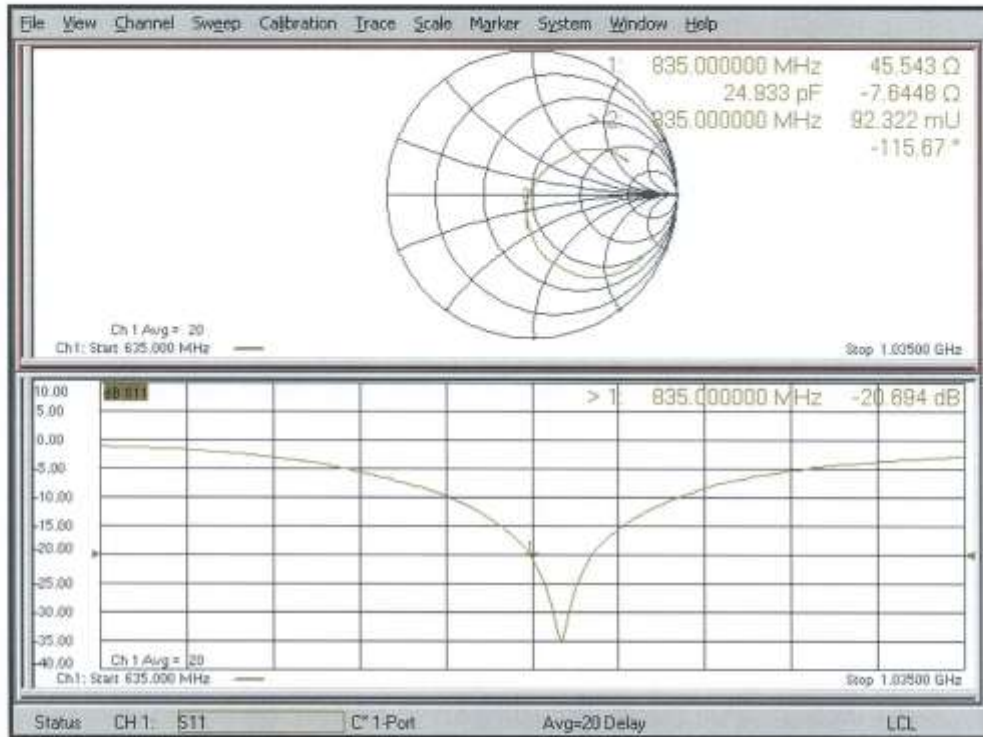 File View Channel Sweep Calibration Trace Scale Marker System Window Help
1: 835.000000 MHz 45.543 Ω
24.933 pF -7.6448 Ω
> 2: 835.000000 MHz 92.322 mU
-115.67 °
Ch 1 Avg = 20
Ch1: Start 635.000 MHz
Stop 1.03500 GHz
10.00 dB S11
> 1: 835.000000 MHz -20.694 dB
5.00
0.00
-5.00
-10.00
-15.00
-20.00
-25.00
-30.00
-35.00
-40.00
Ch 1 Avg = 20
Ch1: Start 635.000 MHz
Stop 1.03500 GHz
Status CH 1: S11 C* 1-Port Avg=20 Delay LCL